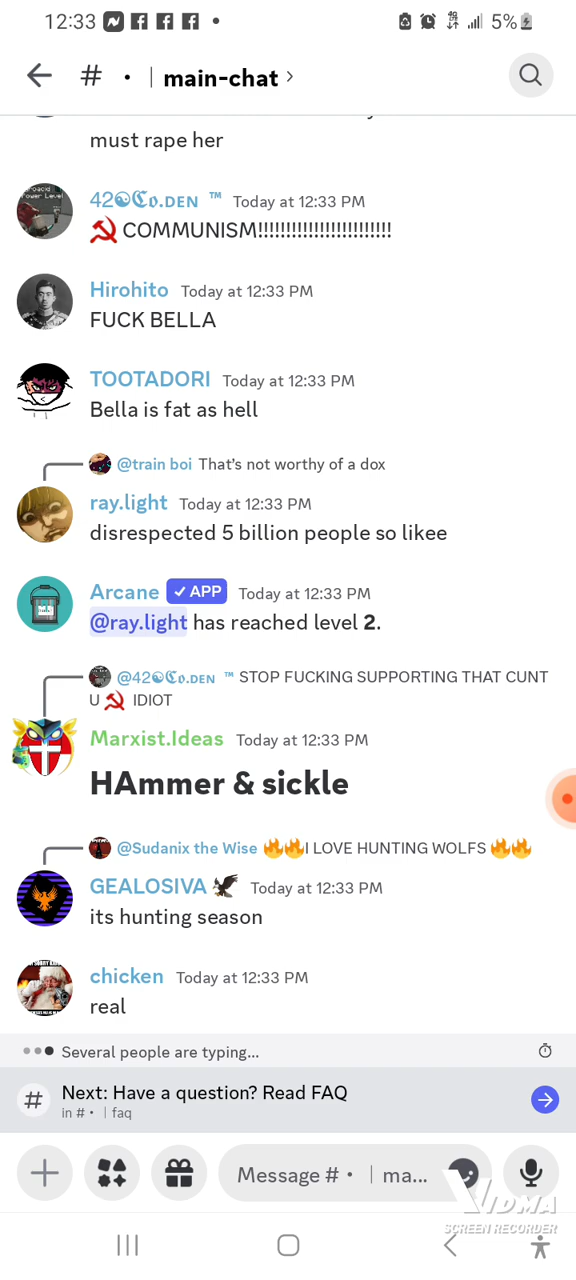 12:33
5%
# • | main-chat >
must rape her
42☯ℭ𝔬.ᴅᴇɴ ™ Today at 12:33 PM
☭ COMMUNISM!!!!!!!!!!!!!!!!!!!!!!!!
Hirohito Today at 12:33 PM
FUCK BELLA
TOOTADORI Today at 12:33 PM
Bella is fat as hell
@train boi That's not worthy of a dox
ray.light Today at 12:33 PM
disrespected 5 billion people so likee
Arcane ✓ APP Today at 12:33 PM
@ray.light has reached level 2.
@42☯ℭ𝔬.ᴅᴇɴ ™ STOP FUCKING SUPPORTING THAT CUNT
U ☭ IDIOT
Marxist.Ideas Today at 12:33 PM
HAmmer & sickle
@Sudanix the Wise 🔥🔥I LOVE HUNTING WOLFS 🔥🔥
GEALOSIVA 🦅 Today at 12:33 PM
its hunting season
chicken Today at 12:33 PM
real
Several people are typing...
# Next: Have a question? Read FAQ
in # • | faq
Message # • | ma...
VIDMA
SCREEN RECORDER